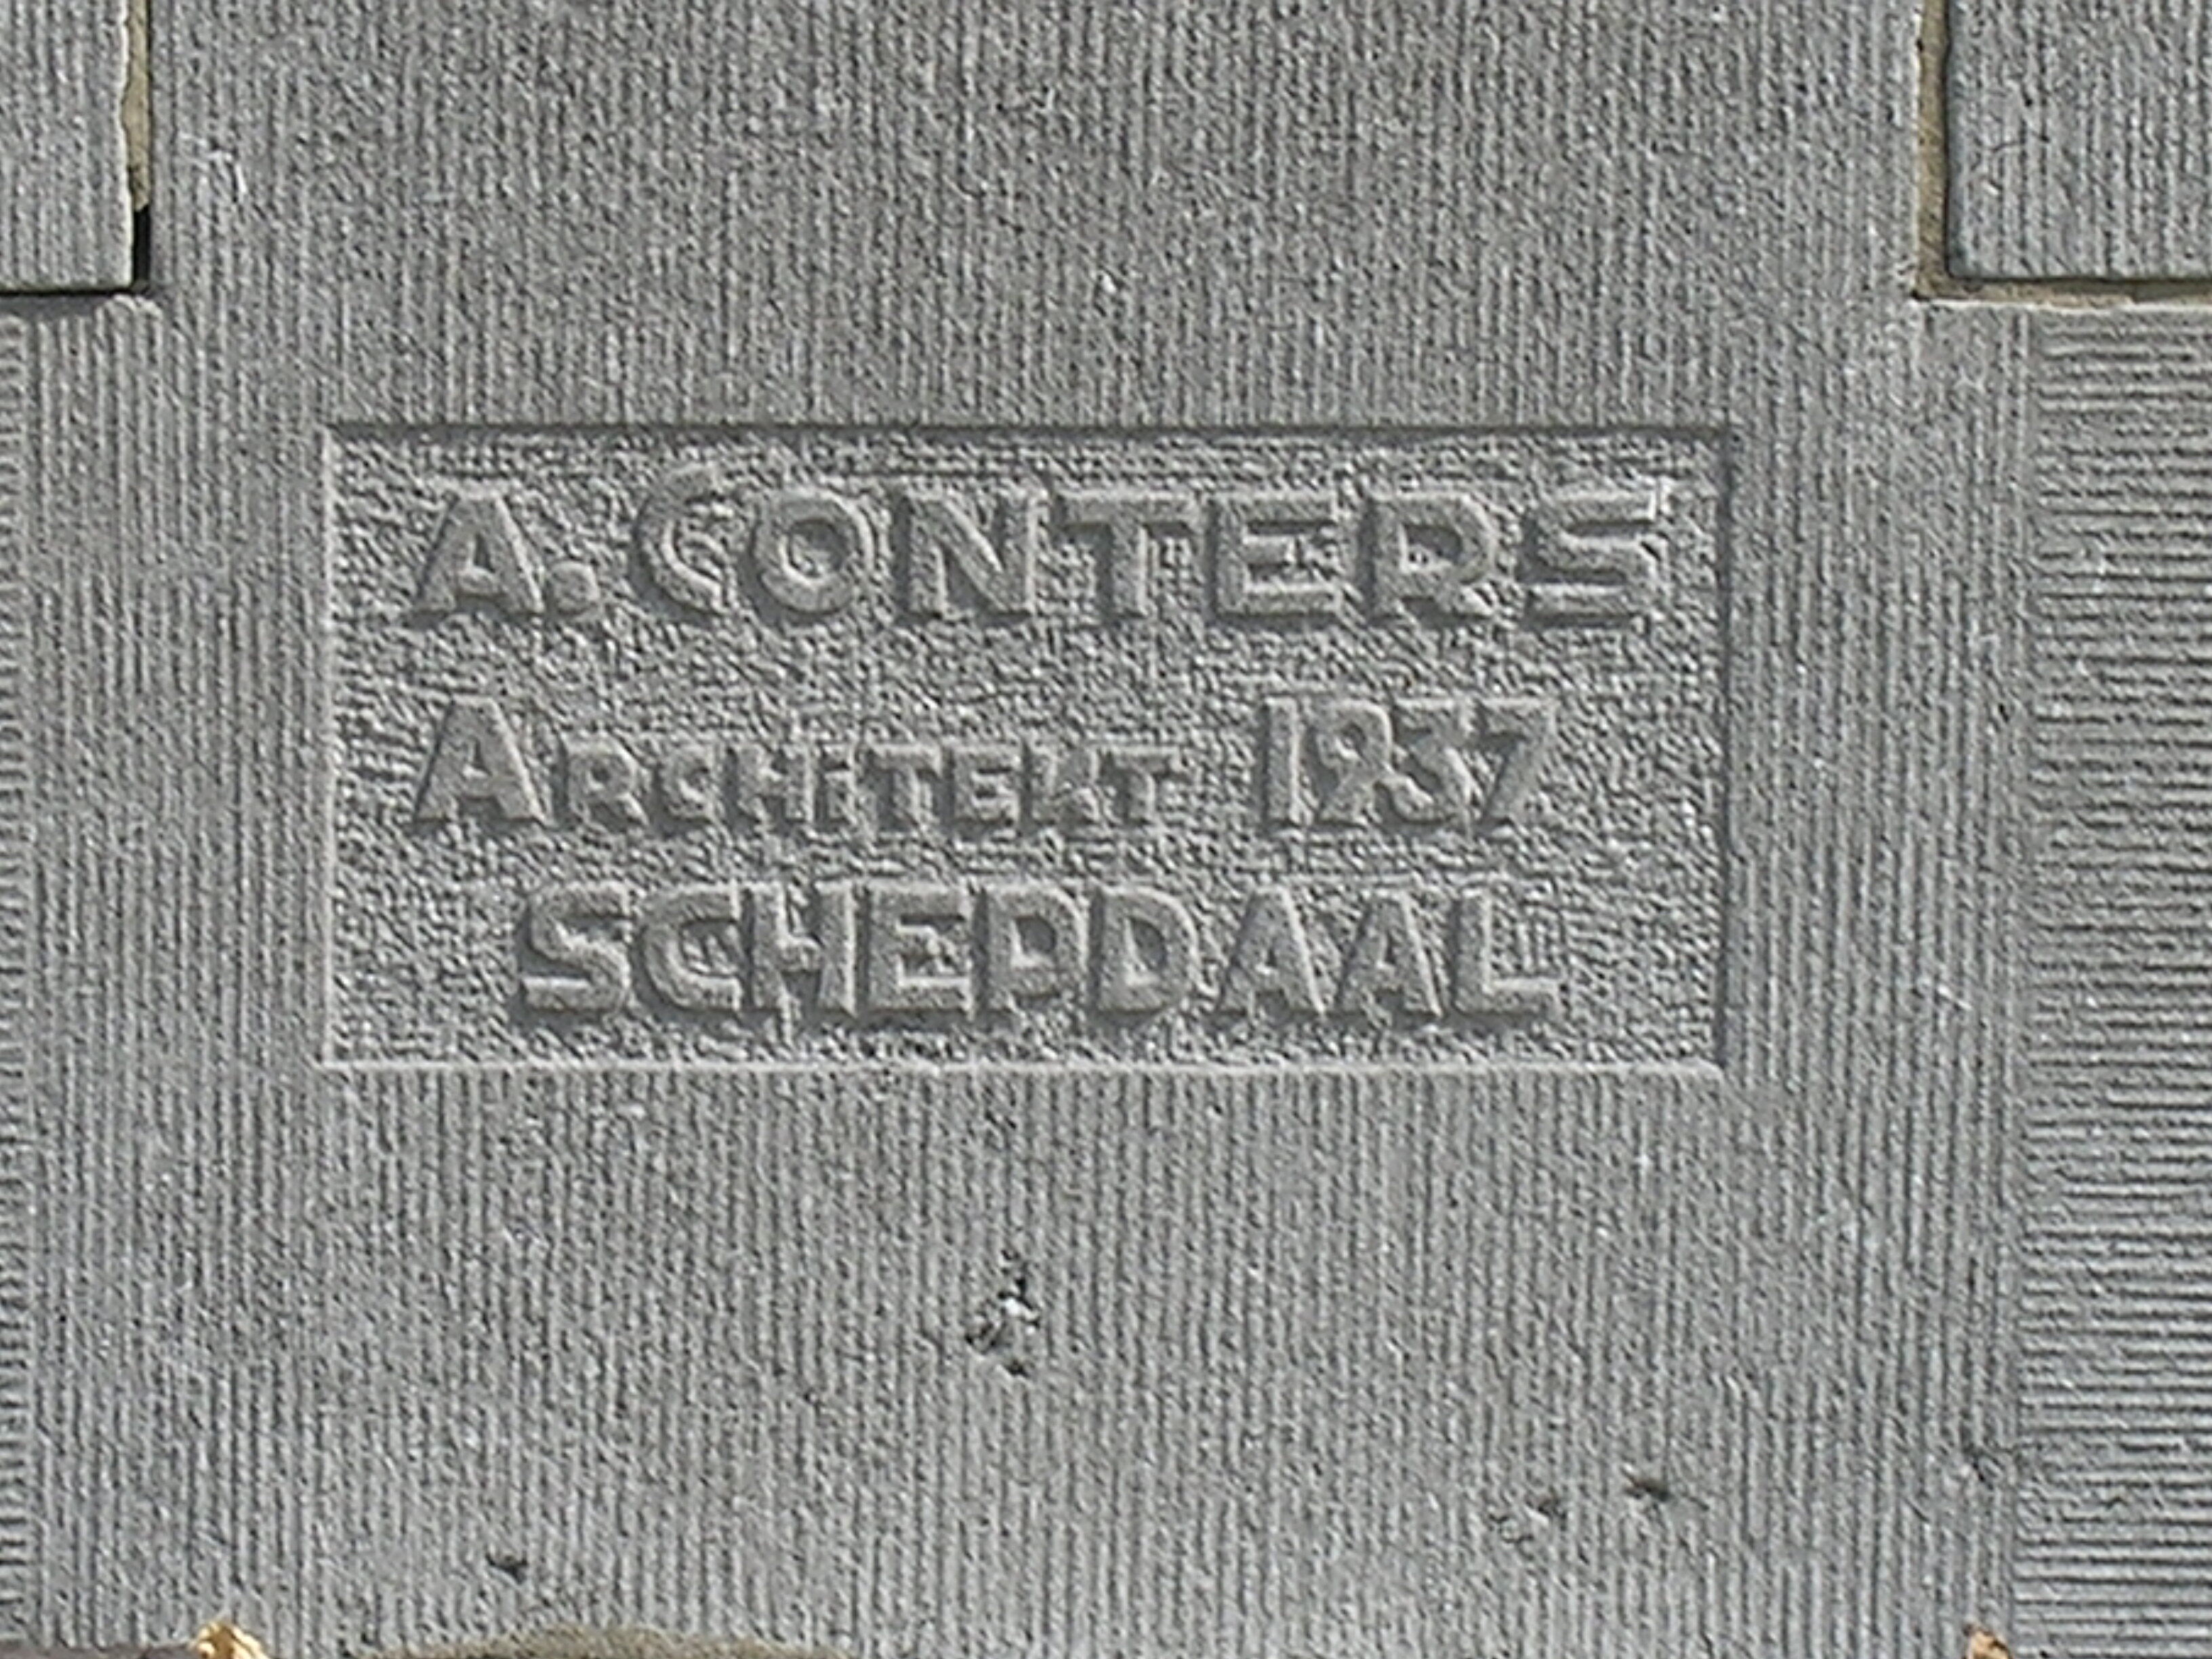 A. CONTERS
ARCHiTEKT 1937
SCHEPDAAL